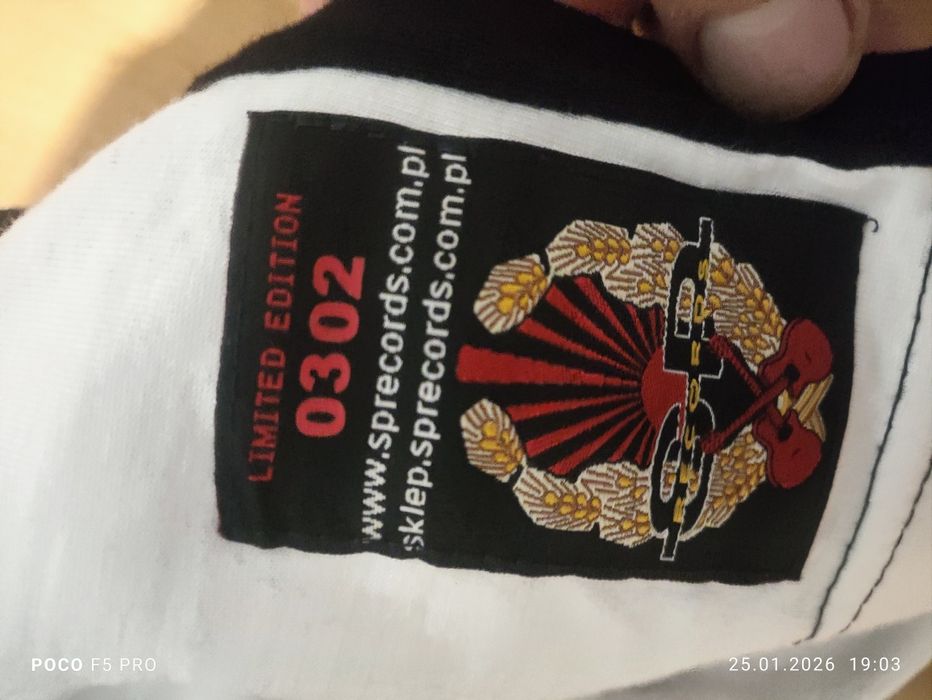 SP
RECORDS
www.sprecords.com.pl
sklep.sprecords.com.pl
LIMITED EDITION
0302
POCO F5 PRO
25.01.2026 19:03